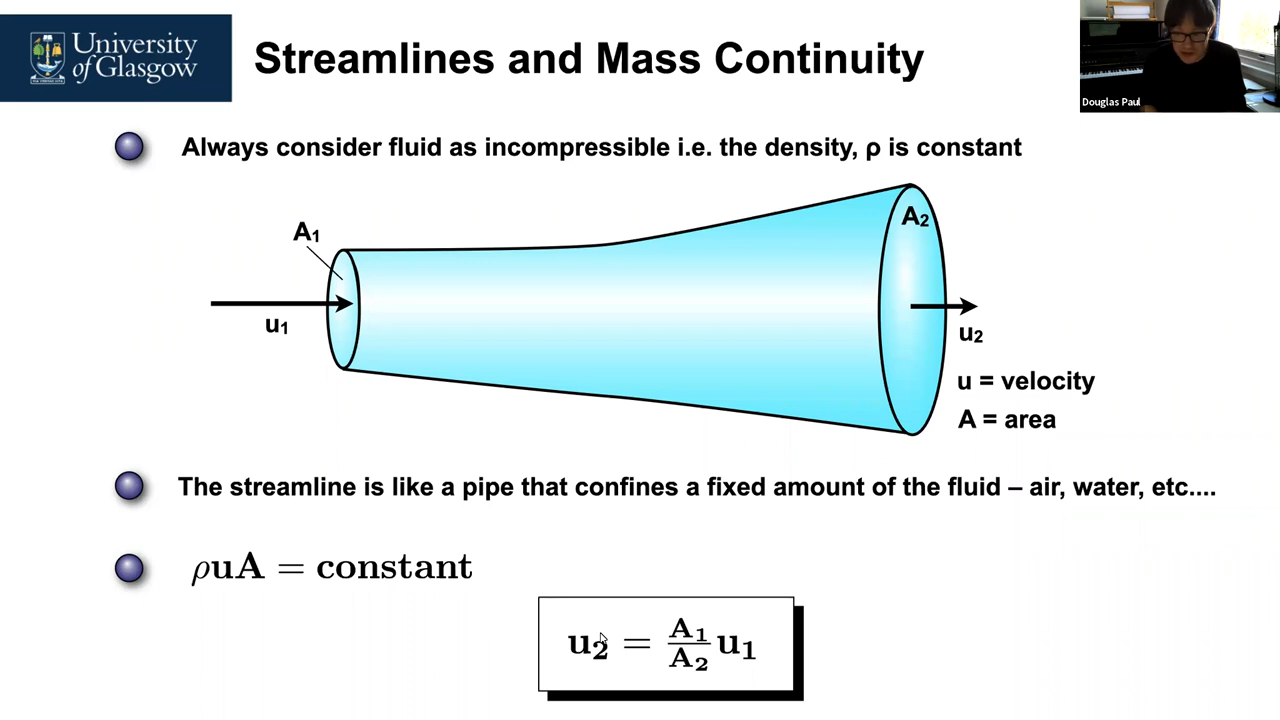 University
of Glasgow
Streamlines and Mass Continuity
Douglas Paul
Always consider fluid as incompressible i.e. the density, ρ is constant
A₁
A₂
u₁
u₂
u = velocity
A = area
The streamline is like a pipe that confines a fixed amount of the fluid – air, water, etc....
ρuA = constant
u₂ = A₁/A₂ u₁